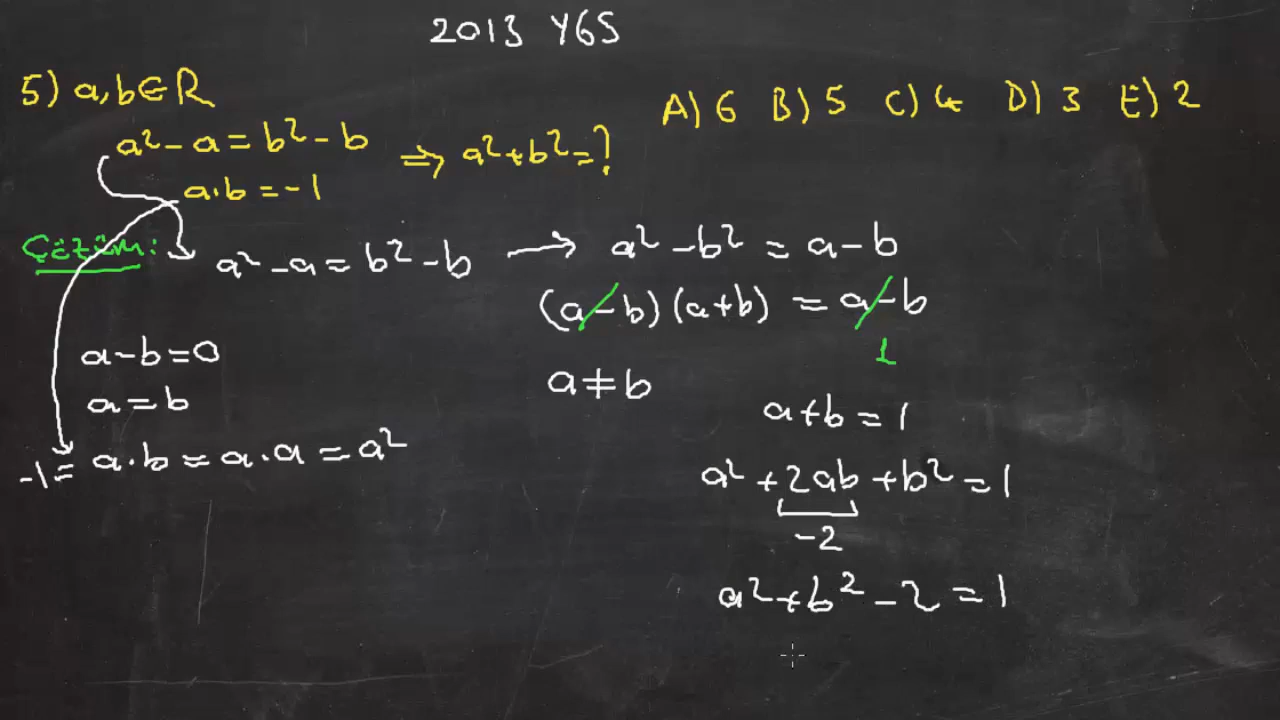 2013 YGS
5) a,b∈R
a² - a = b² - b
a·b = -1
⇒ a² + b² = ?
A) 6 B) 5 C) 4 D) 3 E) 2
Çözüm:
a² - a = b² - b → a² - b² = a - b
(a - b)(a + b) = a - b
1
a ≠ b
a - b = 0
a = b
-1 = a·b = a·a = a²
a + b = 1
a² + 2ab + b² = 1
-2
a² + b² - 2 = 1